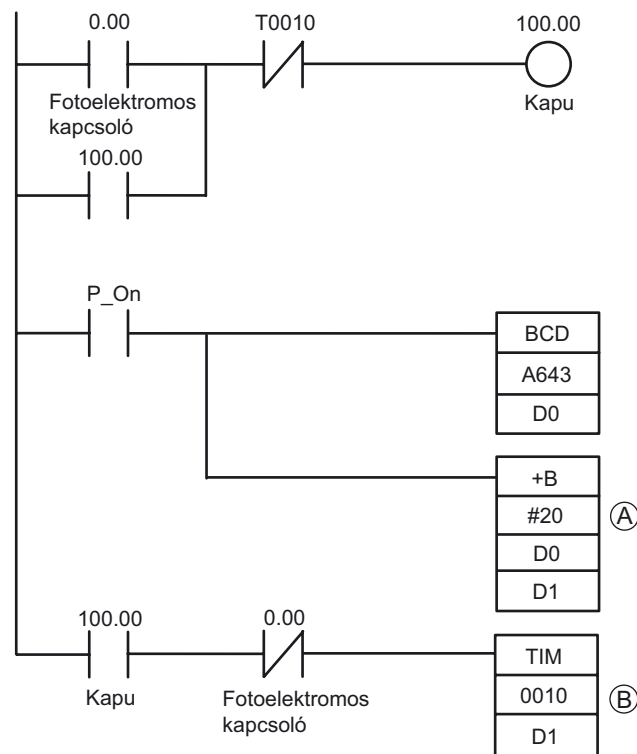 0.00 T0010 100.00
Fotoelektromos
kapcsoló
Kapu
100.00
P_On
BCD
A643
D0
+B
#20
D0
D1
A
100.00 0.00
Kapu
Fotoelektromos
kapcsoló
TIM
0010
D1
B